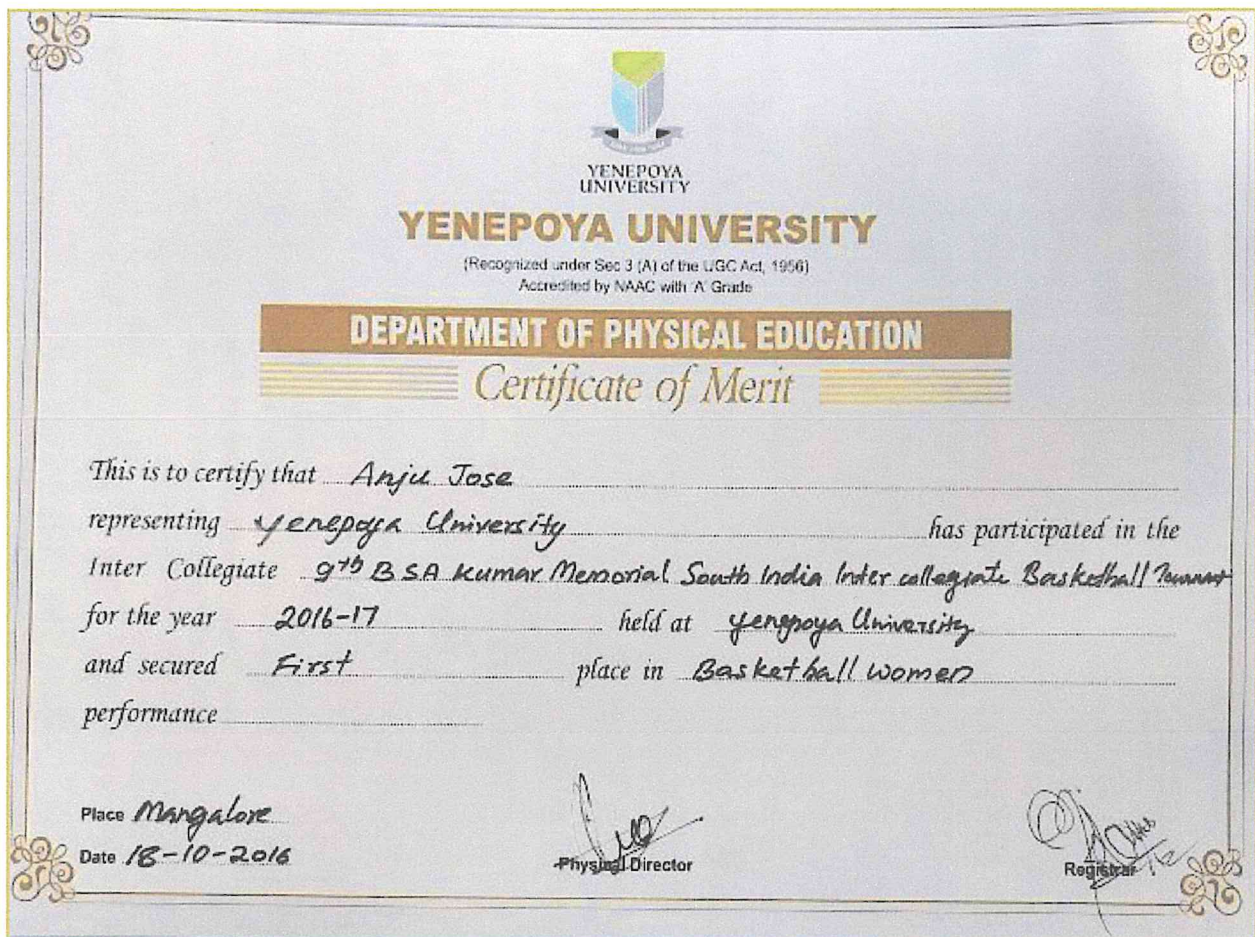 YENEPOYA
UNIVERSITY
YENEPOYA UNIVERSITY
(Recognized under Sec 3 (A) of the UGC Act, 1956)
Accredited by NAAC with 'A' Grade
DEPARTMENT OF PHYSICAL EDUCATION
Certificate of Merit
This is to certify that Anju Jose
representing Yenepoya University has participated in the
Inter Collegiate 9th BSA Kumar Memorial South India Inter collegiate Basketball
for the year 2016-17 held at Yenepoya University
and secured First place in Basketball women
performance
Place Mangalore
Date 18-10-2016
Physical Director
Registrar